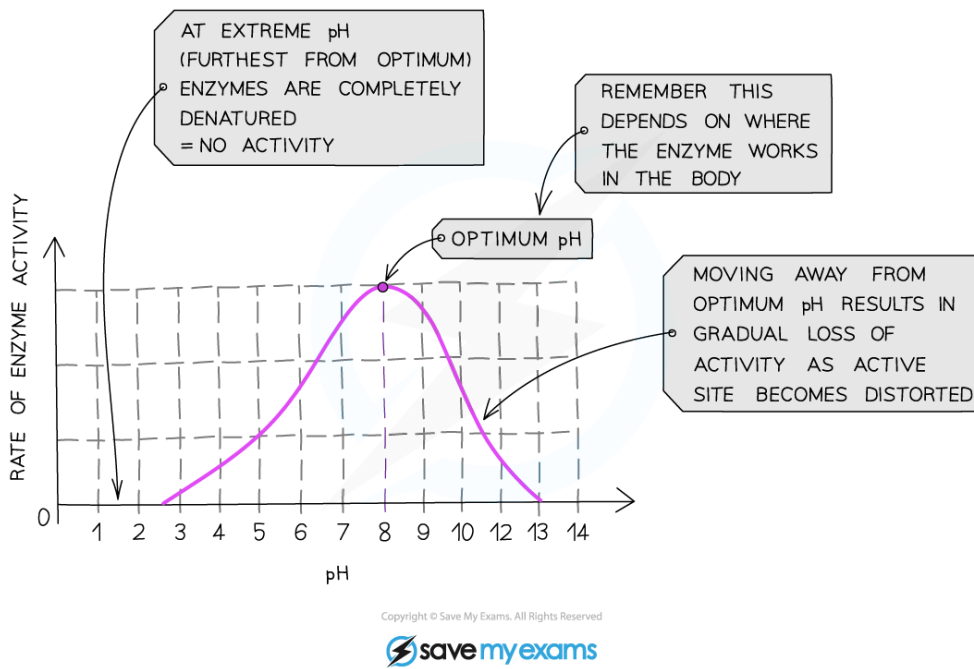 AT EXTREME pH
(FURTHEST FROM OPTIMUM)
ENZYMES ARE COMPLETELY
DENATURED
= NO ACTIVITY
REMEMBER THIS
DEPENDS ON WHERE
THE ENZYME WORKS
IN THE BODY
OPTIMUM pH
MOVING AWAY FROM
OPTIMUM pH RESULTS IN
GRADUAL LOSS OF
ACTIVITY AS ACTIVE
SITE BECOMES DISTORTED
RATE OF ENZYME ACTIVITY
0
1 2 3 4 5 6 7 8 9 10 11 12 13 14
pH
Copyright © Save My Exams. All Rights Reserved
savemyexams